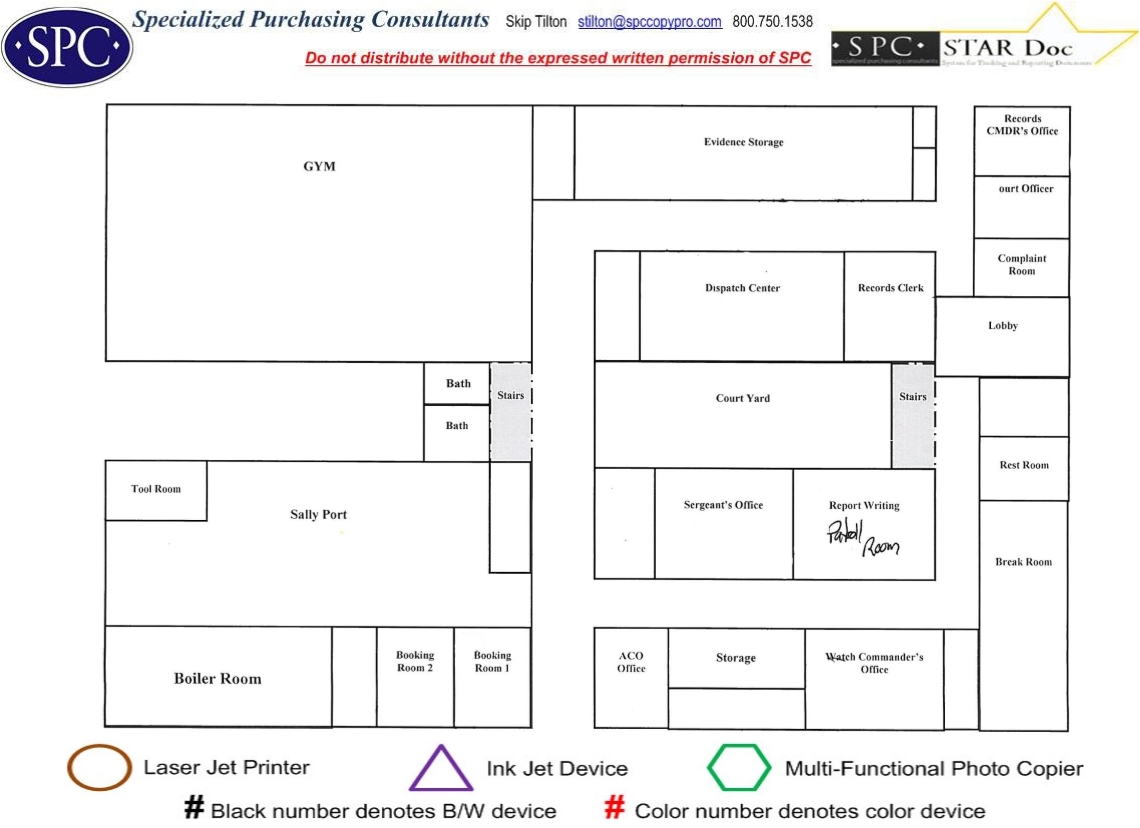 Specialized Purchasing Consultants Skip Tilton stilton@spccopypro.com 800.750.1538
·SPC·
Do not distribute without the expressed written permission of SPC
·SPC· STAR Doc
specialized purchasing consultants System for Tracking and Reporting Documents
GYM
Evidence Storage
Records
CMDR's Office
ourt Officer
Complaint
Room
Dispatch Center
Records Clerk
Lobby
Bath
Stairs
Bath
Court Yard
Stairs
Rest Room
Tool Room
Sally Port
Sergeant's Office
Report Writing
Patroll
Room
Break Room
Boiler Room
Booking
Room 2
Booking
Room 1
ACO
Office
Storage
Watch Commander's
Office
Laser Jet Printer
Ink Jet Device
Multi-Functional Photo Copier
# Black number denotes B/W device
# Color number denotes color device